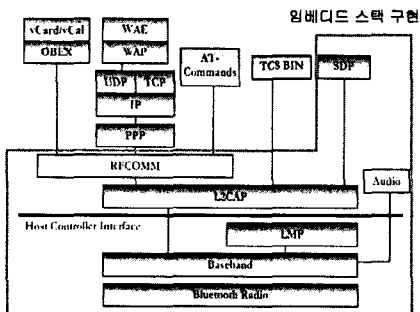 임베디드 스택 구현
vCard/vCal
OBEX
WAE
WAP
UDP
TCP
IP
PPP
AT-
Commands
TCS BIN
SDP
RFCOMM
L2CAP
Audio
Host Controller Interface
LMP
Baseband
Bluetooth Radio